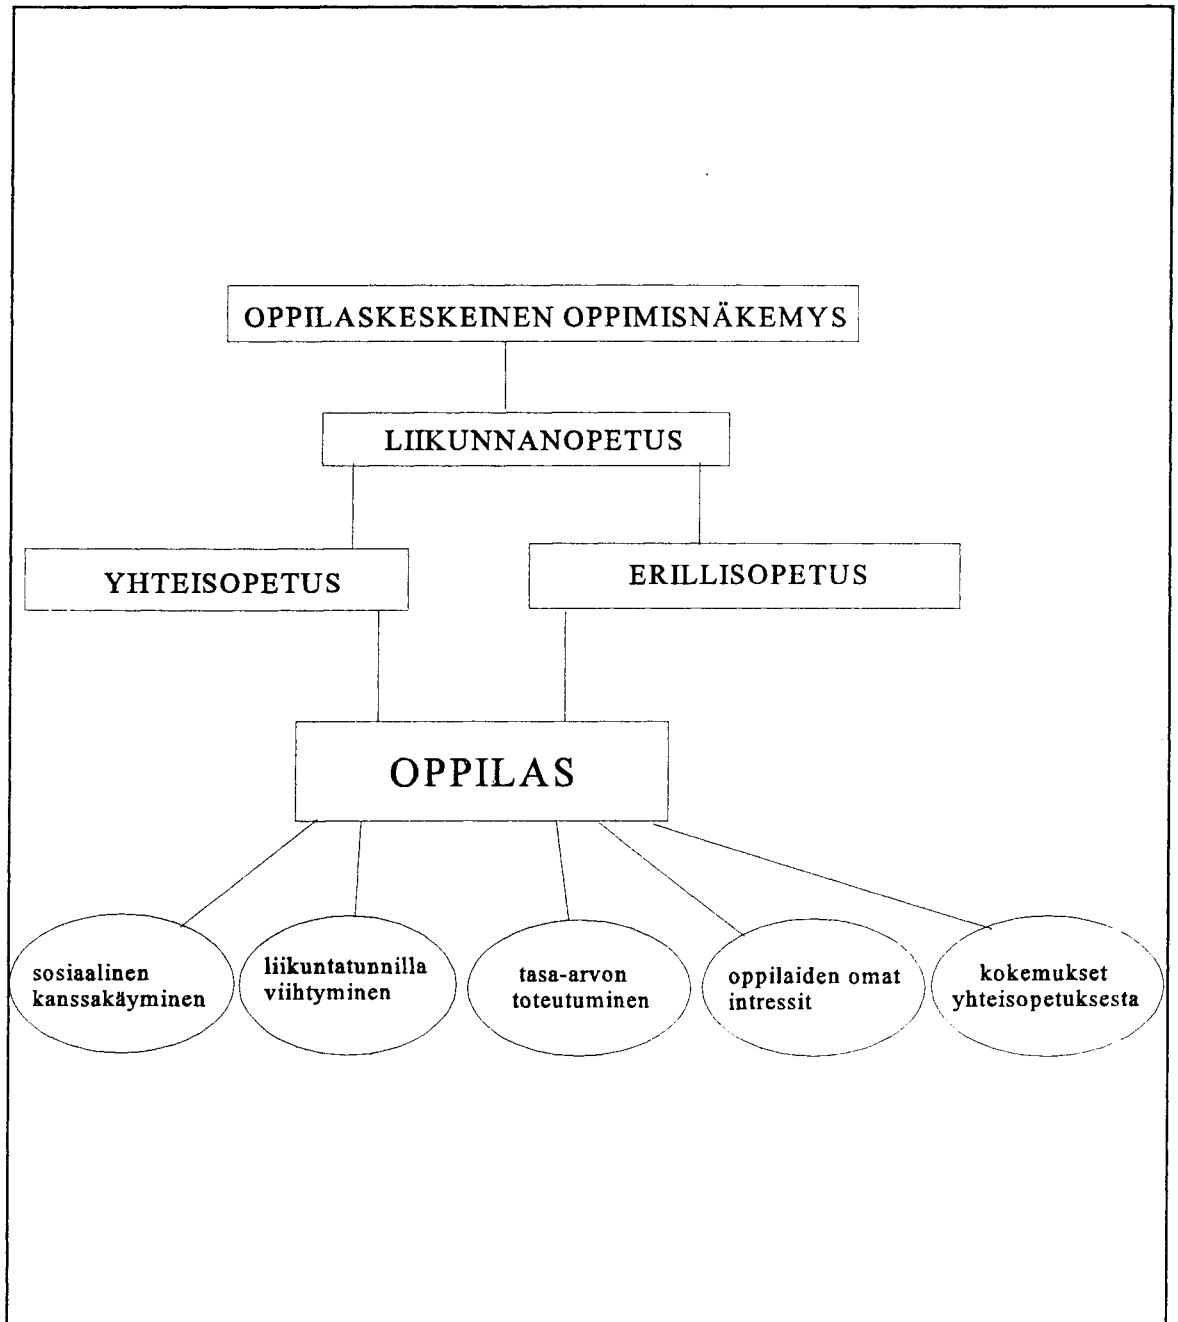 OPPILASKESKEINEN OPPIMISNÄKEMYS
LIIKUNNANOPETUS
YHTEISOPETUS
ERILLISOPETUS
OPPILAS
sosiaalinen
kanssakäyminen
liikuntatunnilla
viihtyminen
tasa-arvon
toteutuminen
oppilaiden omat
intressit
kokemukset
yhteisopetuksesta